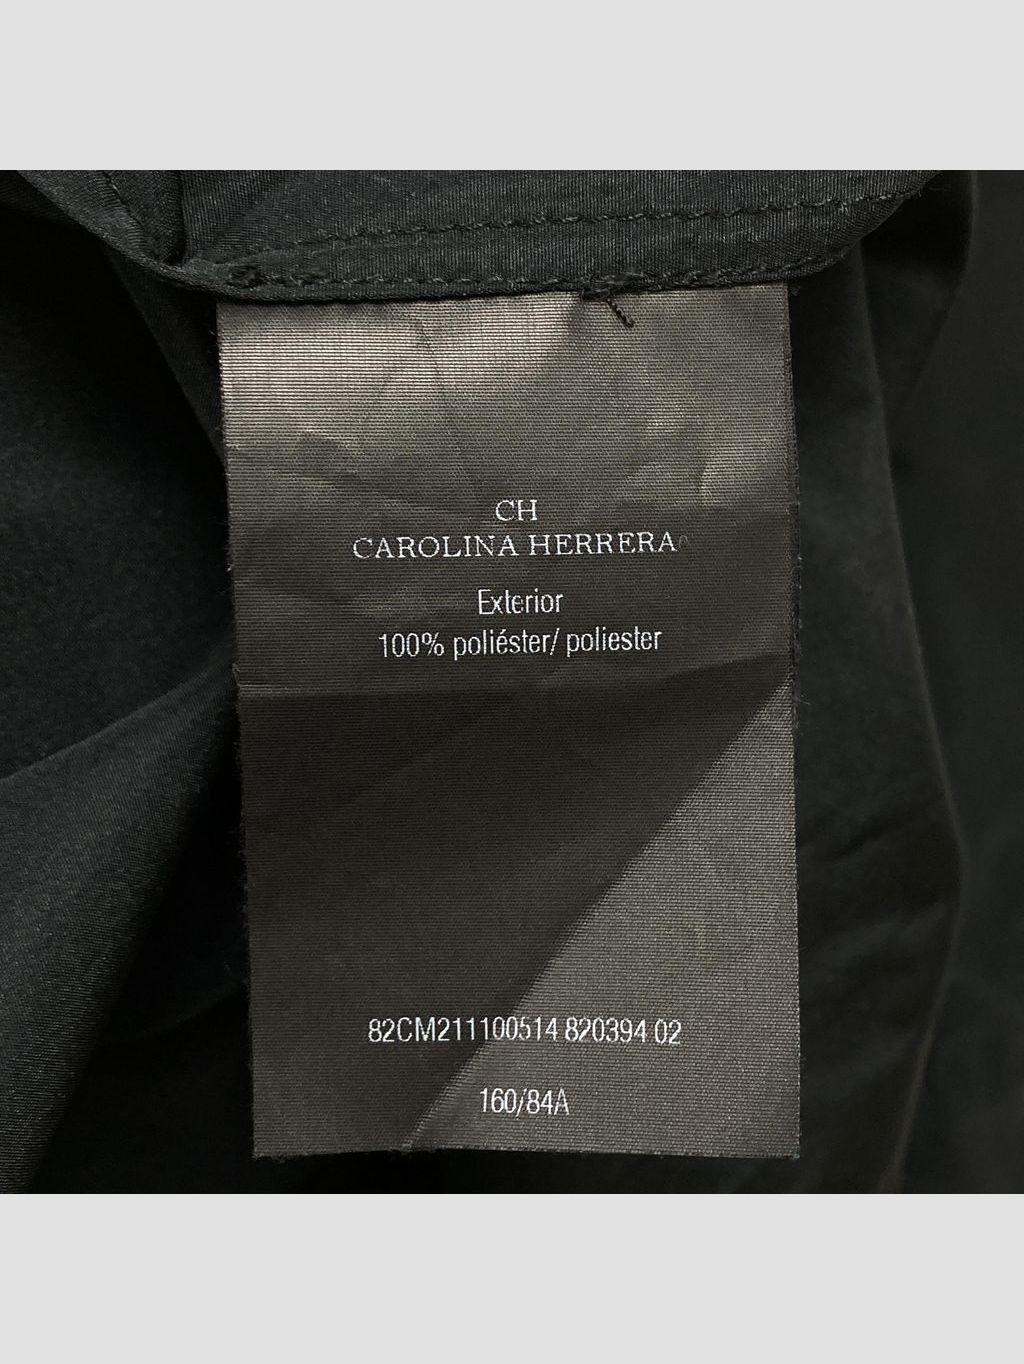 CH
CAROLINA HERRERA
Exterior
100% poliéster/ poliester
82CM211100514 820394 02
160/84A